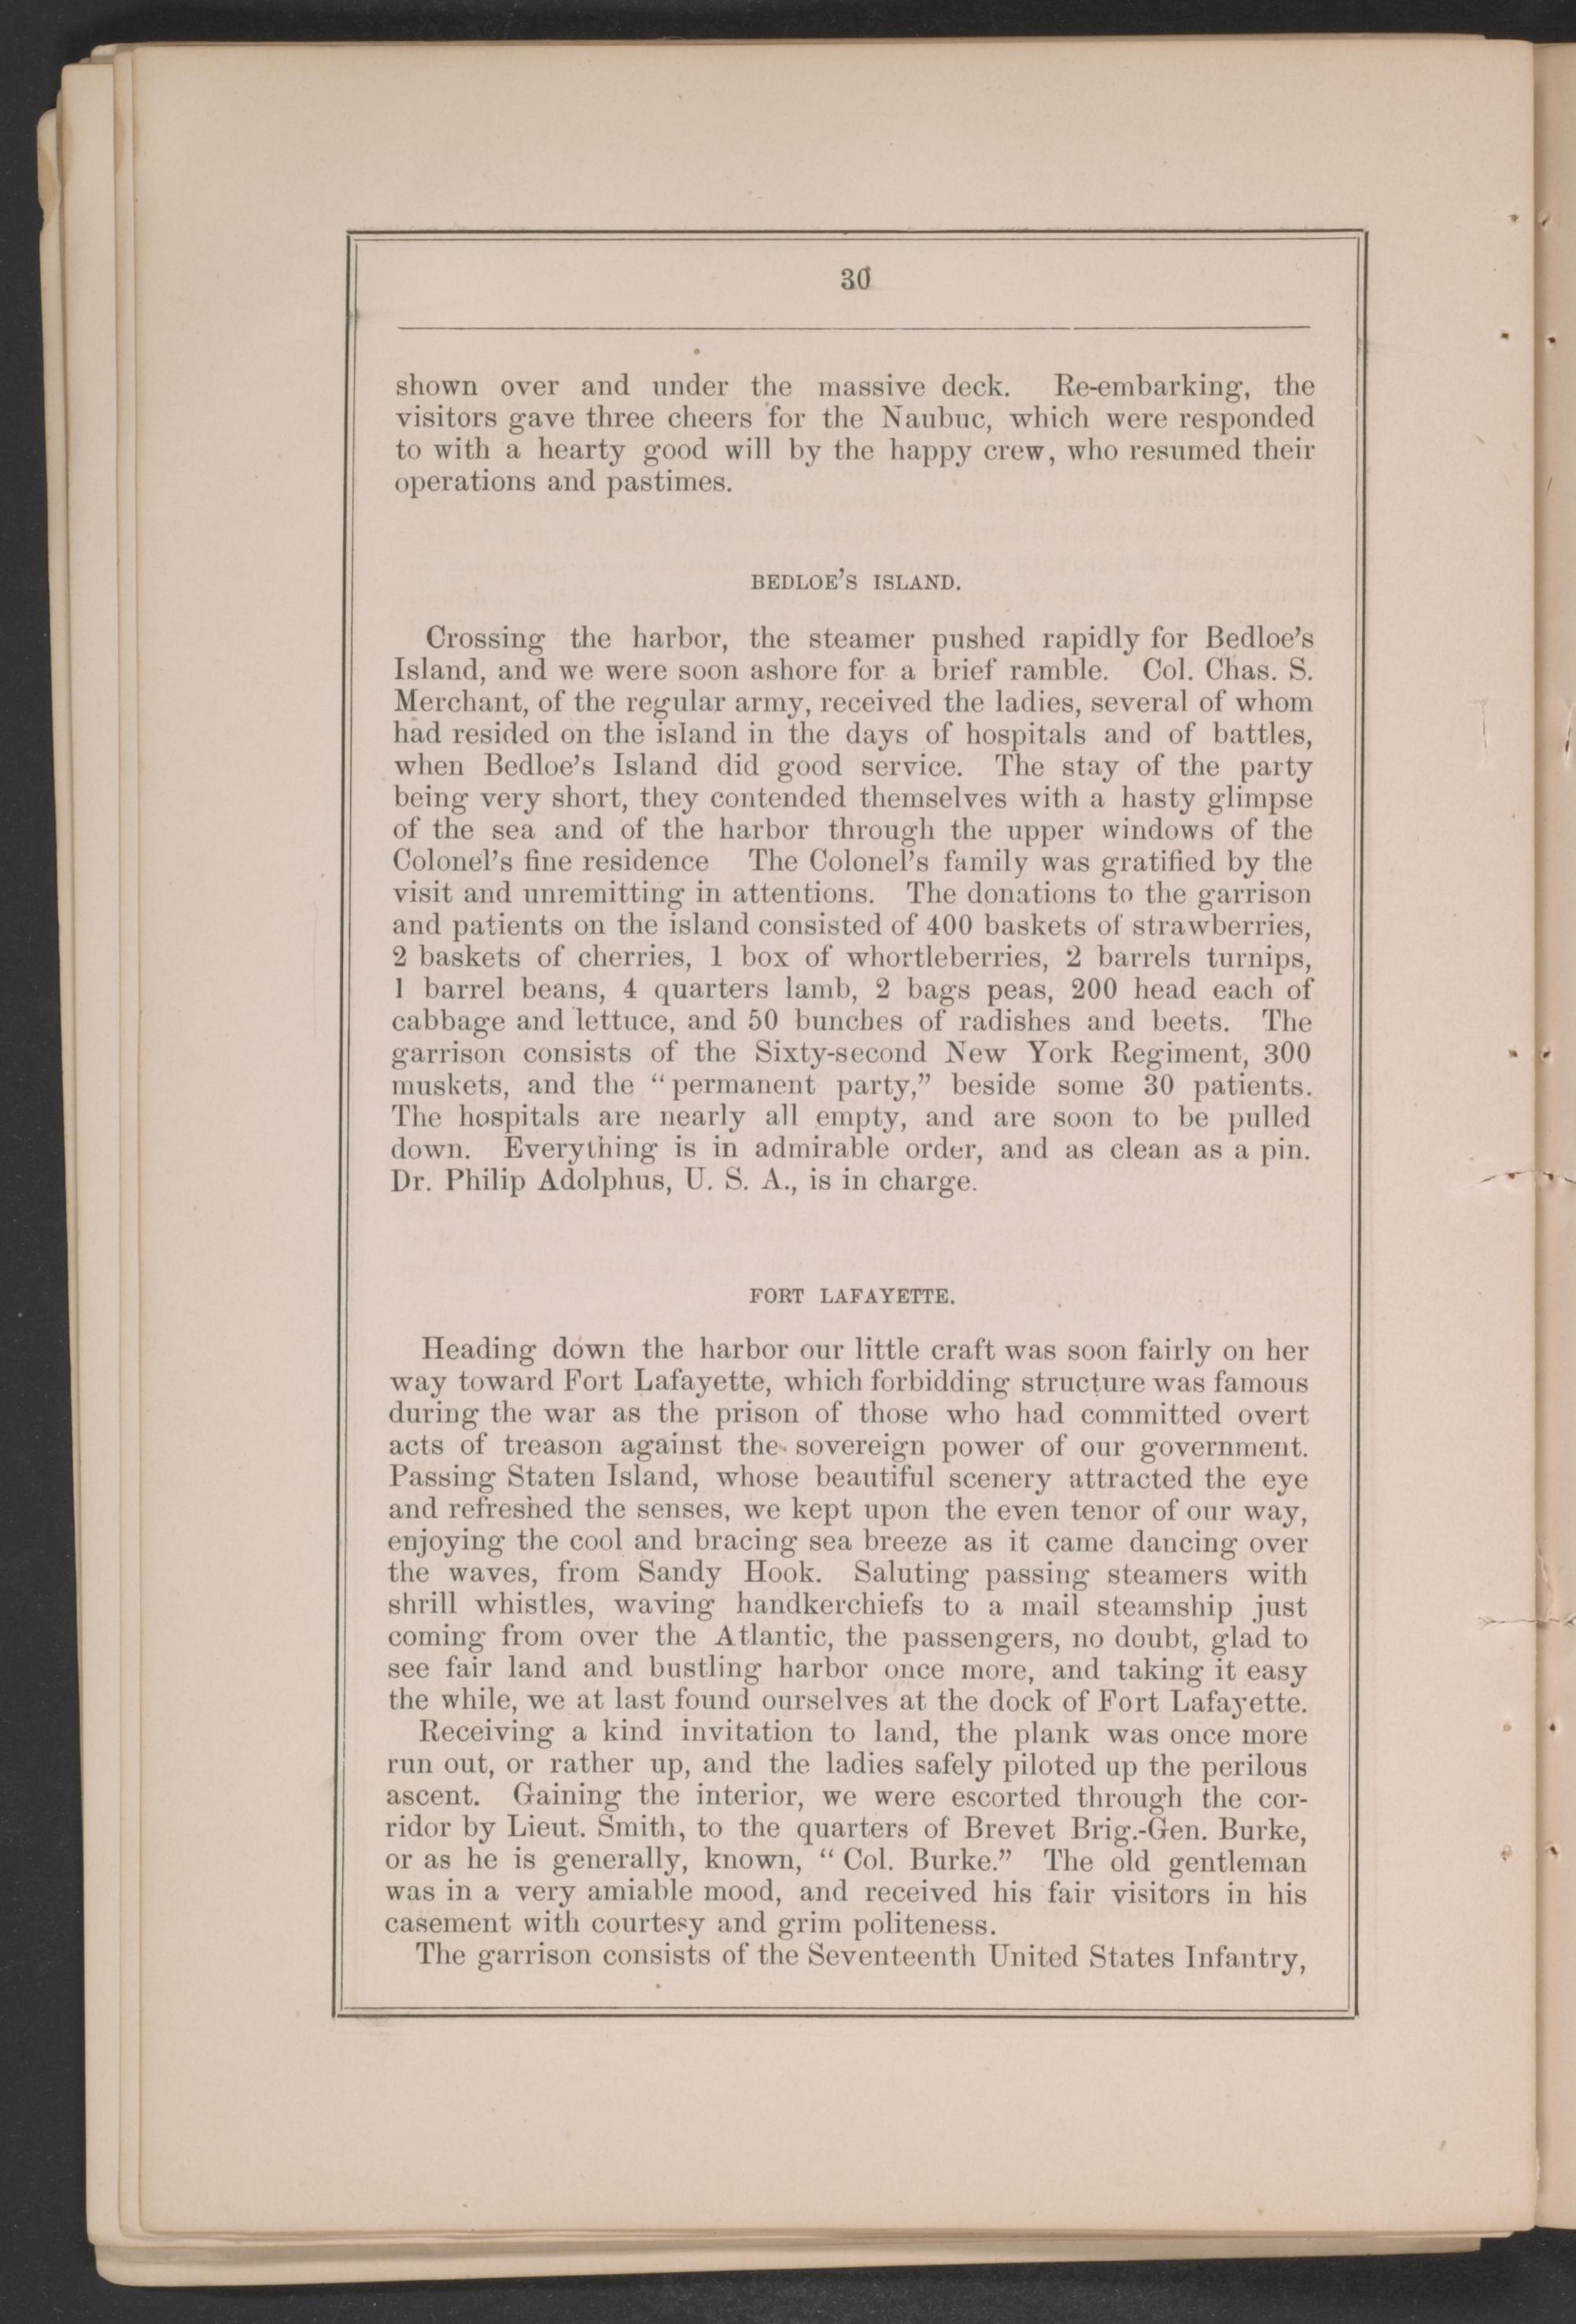 30
shown over and under the massive deck. Re-embarking, the
visitors gave three cheers for the Naubuc, which were responded
to with a hearty good will by the happy crew, who resumed their
operations and pastimes.
BEDLOE'S ISLAND.
Crossing the harbor, the steamer pushed rapidly for Bedloe's
Island, and we were soon ashore for a brief ramble. Col. Chas. S.
Merchant, of the regular army, received the ladies, several of whom
had resided on the island in the days of hospitals and of battles,
when Bedloe's Island did good service. The stay of the party
being very short, they contended themselves with a hasty glimpse
of the sea and of the harbor through the upper windows of the
Colonel's fine residence The Colonel's family was gratified by the
visit and unremitting in attentions. The donations to the garrison
and patients on the island consisted of 400 baskets of strawberries,
2 baskets of cherries, 1 box of whortleberries, 2 barrels turnips,
1 barrel beans, 4 quarters lamb, 2 bags peas, 200 head each of
cabbage and lettuce, and 50 bunches of radishes and beets. The
garrison consists of the Sixty-second New York Regiment, 300
muskets, and the "permanent party," beside some 30 patients.
The hospitals are nearly all empty, and are soon to be pulled
down. Everything is in admirable order, and as clean as a pin.
Dr. Philip Adolphus, U. S. A., is in charge.
FORT LAFAYETTE.
Heading down the harbor our little craft was soon fairly on her
way toward Fort Lafayette, which forbidding structure was famous
during the war as the prison of those who had committed overt
acts of treason against the sovereign power of our government.
Passing Staten Island, whose beautiful scenery attracted the eye
and refreshed the senses, we kept upon the even tenor of our way,
enjoying the cool and bracing sea breeze as it came dancing over
the waves, from Sandy Hook. Saluting passing steamers with
shrill whistles, waving handkerchiefs to a mail steamship just
coming from over the Atlantic, the passengers, no doubt, glad to
see fair land and bustling harbor once more, and taking it easy
the while, we at last found ourselves at the dock of Fort Lafayette.
Receiving a kind invitation to land, the plank was once more
run out, or rather up, and the ladies safely piloted up the perilous
ascent. Gaining the interior, we were escorted through the cor-
ridor by Lieut. Smith, to the quarters of Brevet Brig.-Gen. Burke,
or as he is generally, known, "Col. Burke." The old gentleman
was in a very amiable mood, and received his fair visitors in his
casement with courtesy and grim politeness.
The garrison consists of the Seventeenth United States Infantry,